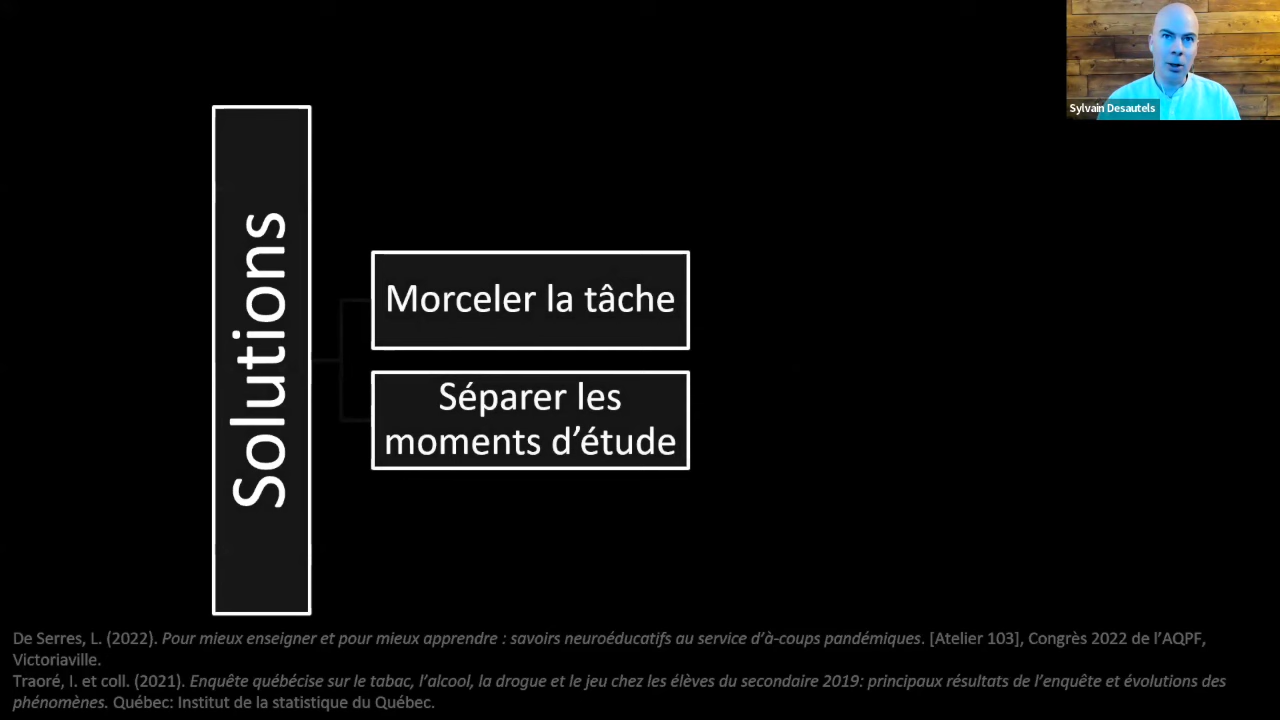 Sylvain Desautels
Solutions
Morceler la tâche
Séparer les
moments d’étude
De Serres, L. (2022). Pour mieux enseigner et pour mieux apprendre : savoirs neuroéducatifs au service d’à-coups pandémiques. [Atelier 103], Congrès 2022 de l’AQPF,
Victoriaville.
Traoré, I. et coll. (2021). Enquête québécise sur le tabac, l’alcool, la drogue et le jeu chez les élèves du secondaire 2019: principaux résultats de l’enquête et évolutions des
phénomènes. Québec: Institut de la statistique du Québec.